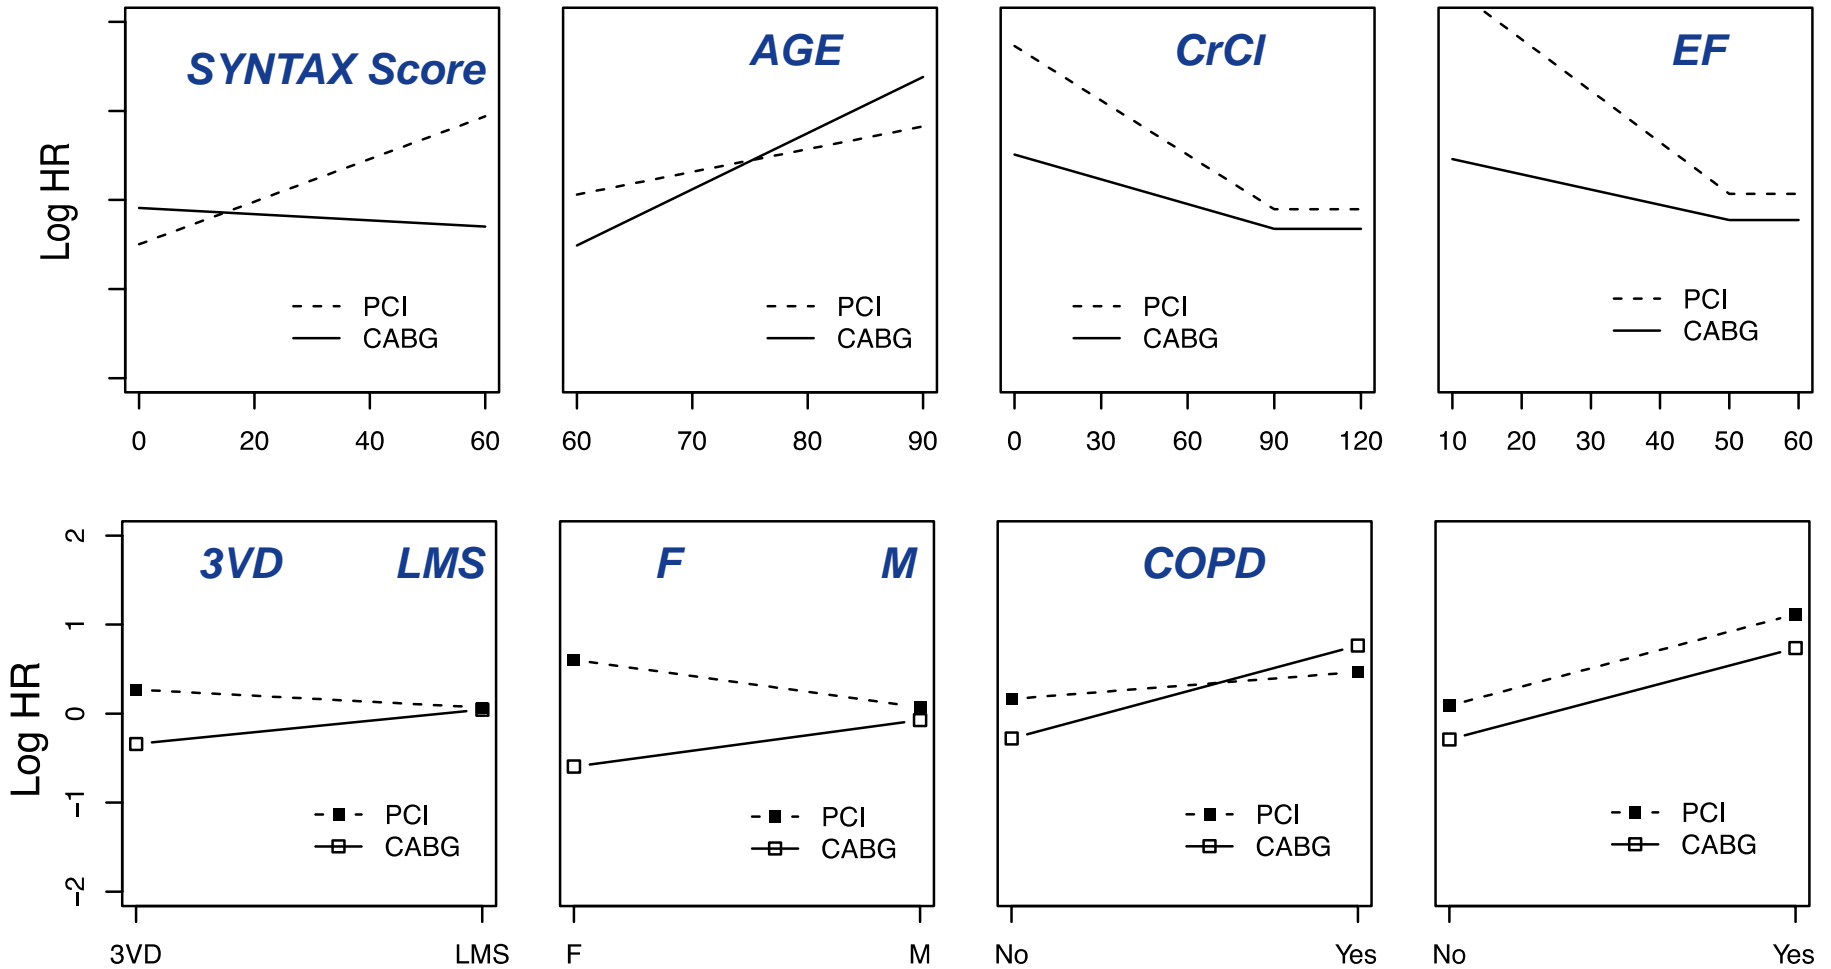 SYNTAX Score
AGE
CrCl
EF
Log HR
PCI
CABG
PCI
CABG
PCI
CABG
PCI
CABG
0 20 40 60
60 70 80 90
0 30 60 90 120
10 20 30 40 50 60
3VD LMS
F M
COPD
Log HR
2
1
0
−1
−2
PCI
CABG
PCI
CABG
PCI
CABG
PCI
CABG
3VD LMS
F M
No Yes
No Yes